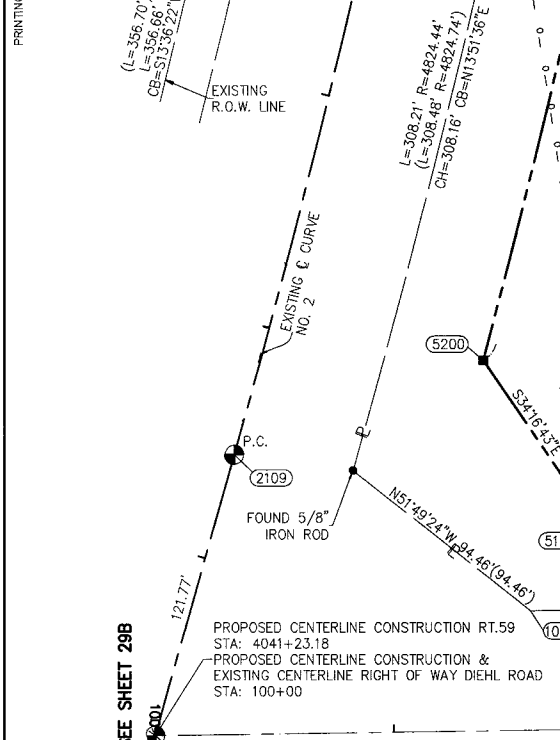 PRINTING
(L=356.70'
L=356.66'
CB=S13°36'22"W
EXISTING
R.O.W. LINE
L=308.21' R=4824.44'
(L=308.48' R=4824.74')
CH=308.16' CB=N13°51'36"E
EXISTING ℄ CURVE
NO. 2
5200
S34°16'43"E
P.C.
2109
FOUND 5/8"
IRON ROD
N51°49'24"W 94.46'(94.46')
51
10
121.77'
PROPOSED CENTERLINE CONSTRUCTION RT.59
STA: 4041+23.18
PROPOSED CENTERLINE CONSTRUCTION &
EXISTING CENTERLINE RIGHT OF WAY DIEHL ROAD
STA: 100+00
SEE SHEET 29B
100